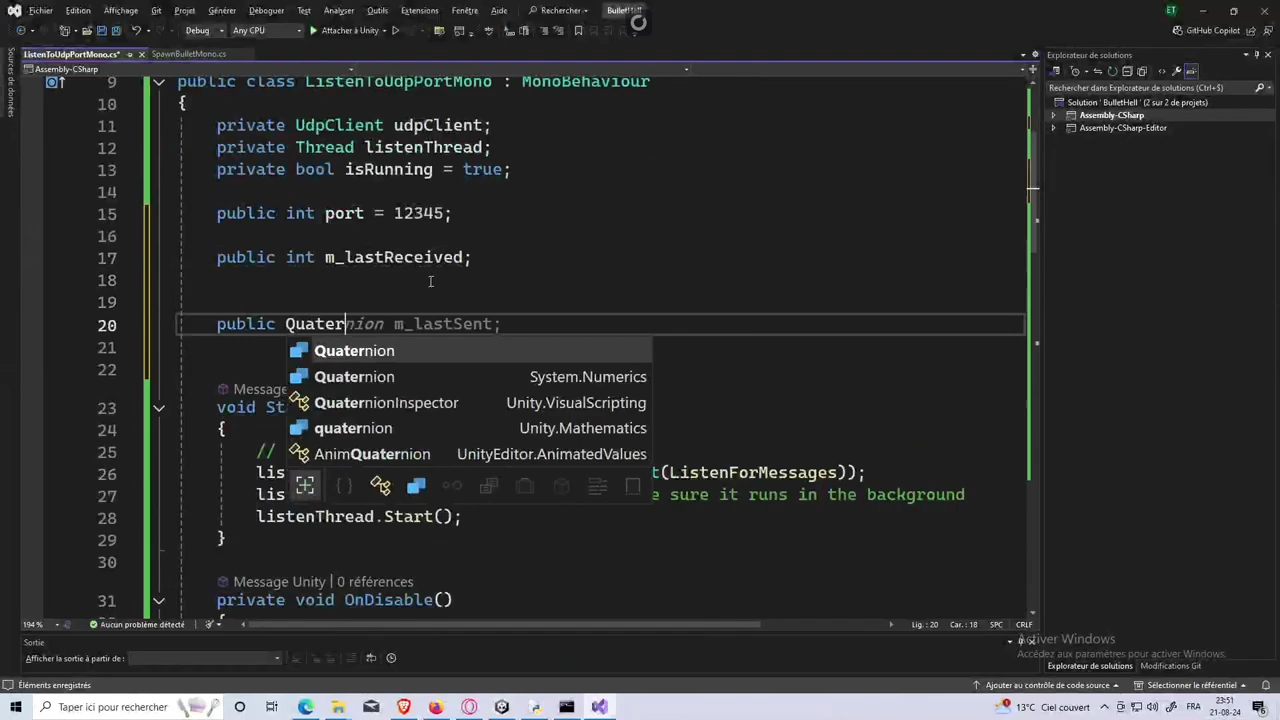 Fichier Edition Affichage Git Projet Générer Déboguer Test Analyser Outils Extensions Fenêtre Aide Rechercher BulletHell ET
Debug Any CPU Attacher à Unity GitHub Copilot
ListenToUdpPortMono.cs* SpawnBulletMono.cs
Assembly-CSharp
Sources de données
9 public class ListenToUdpPortMono : MonoBehaviour
10 {
11 private UdpClient udpClient;
12 private Thread listenThread;
13 private bool isRunning = true;
14
15 public int port = 12345;
16
17 public int m_lastReceived;
18
19
20 public Quaternion m_lastSent;
21
22
Quaternion
Quaternion System.Numerics
QuaternionInspector Unity.VisualScripting
quaternion Unity.Mathematics
AnimQuaternion UnityEditor.AnimatedValues
Message
23 void St
24 {
25 //
26 lis t(ListenForMessages));
27 lis e sure it runs in the background
28 listenThread.Start();
29 }
30
Message Unity | 0 références
31 private void OnDisable()
{
194 % Aucun problème détecté Lig. : 20 Car. : 18 SPC CRLF
Sortie
Afficher la sortie à partir de :
Explorateur de solutions
Rechercher dans Explorateur de solutions (Ctrl+$)
Solution 'BulletHell' (2 sur 2 de projets)
Assembly-CSharp
Assembly-CSharp-Editor
Activer Windows
Accédez aux paramètres pour activer Windows.
Explorateur de solutions Modifications Git
Éléments enregistrés Ajouter au contrôle de code source Sélectionner le référentiel
Taper ici pour rechercher 13°C Ciel couvert FRA 23:51
21-08-24